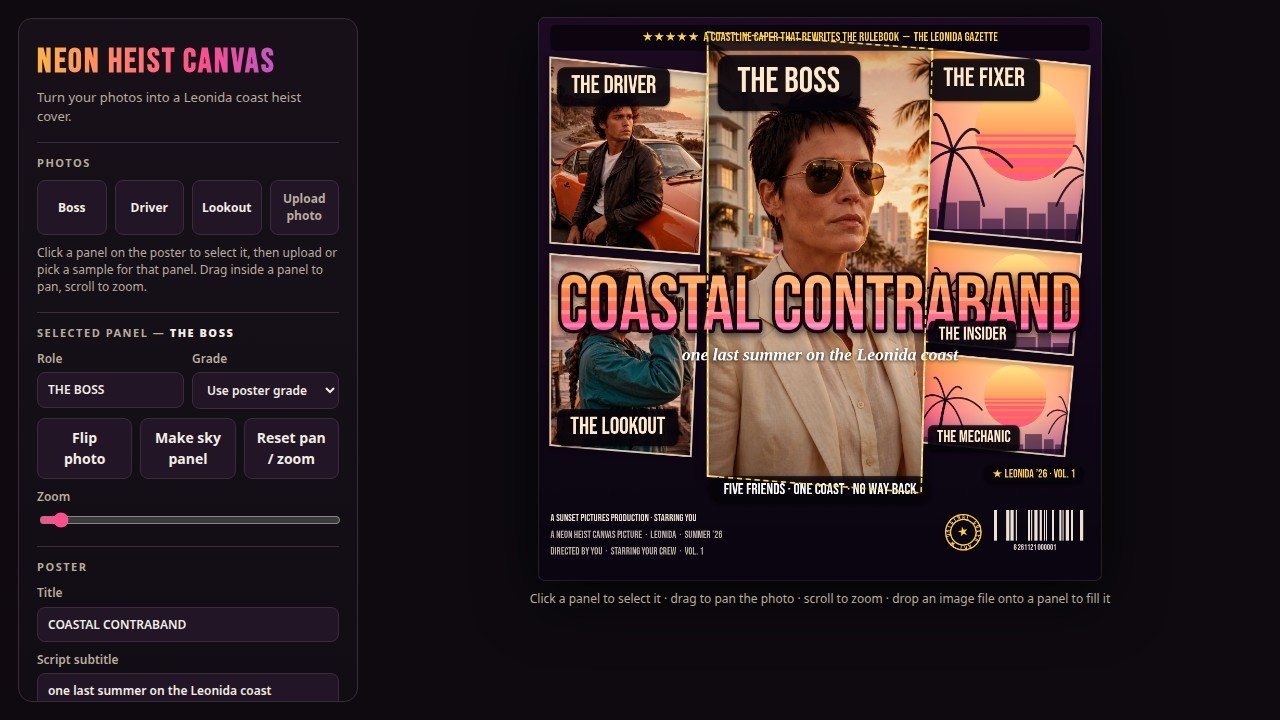 NEON HEIST CANVAS
Turn your photos into a Leonida coast heist
cover.
PHOTOS
Boss
Driver
Lookout
Upload
photo
Click a panel on the poster to select it, then upload or
pick a sample for that panel. Drag inside a panel to
pan, scroll to zoom.
SELECTED PANEL — THE BOSS
Role
Grade
THE BOSS
Use poster grade
Flip
photo
Make sky
panel
Reset pan
/ zoom
Zoom
POSTER
Title
COASTAL CONTRABAND
Script subtitle
one last summer on the Leonida coast
★★★★★ A COASTLINE CAPER THAT REWRITES THE RULEBOOK — THE LEONIDA GAZETTE
THE DRIVER
THE BOSS
THE FIXER
COASTAL CONTRABAND
THE INSIDER
one last summer on the Leonida coast
THE LOOKOUT
THE MECHANIC
★ LEONIDA '26 · VOL. 1
FIVE FRIENDS · ONE COAST · NO WAY BACK
A SUNSET PICTURES PRODUCTION · STARRING YOU
A NEON HEIST CANVAS PICTURE · LEONIDA · SUMMER '26
DIRECTED BY YOU · STARRING YOUR CREW · VOL. 1
8 261121 000001
Click a panel to select it · drag to pan the photo · scroll to zoom · drop an image file onto a panel to fill it